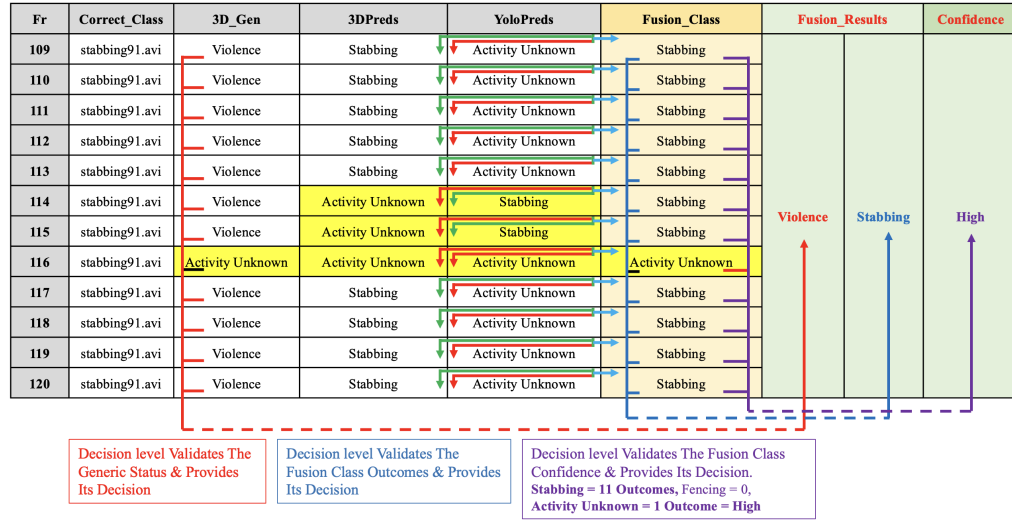 Fr Correct_Class 3D_Gen 3DPreds YoloPreds Fusion_Class Fusion_Results Confidence
109 stabbing91.avi Violence Stabbing Activity Unknown Stabbing
110 stabbing91.avi Violence Stabbing Activity Unknown Stabbing
111 stabbing91.avi Violence Stabbing Activity Unknown Stabbing
112 stabbing91.avi Violence Stabbing Activity Unknown Stabbing
113 stabbing91.avi Violence Stabbing Activity Unknown Stabbing
114 stabbing91.avi Violence Activity Unknown Stabbing Stabbing
Violence Stabbing High
115 stabbing91.avi Violence Activity Unknown Stabbing Stabbing
116 stabbing91.avi Activity Unknown Activity Unknown Activity Unknown Activity Unknown
117 stabbing91.avi Violence Stabbing Activity Unknown Stabbing
118 stabbing91.avi Violence Stabbing Activity Unknown Stabbing
119 stabbing91.avi Violence Stabbing Activity Unknown Stabbing
120 stabbing91.avi Violence Stabbing Activity Unknown Stabbing
Decision level Validates The
Generic Status & Provides
Its Decision
Decision level Validates The
Fusion Class Outcomes & Provides
Its Decision
Decision level Validates The Fusion Class
Confidence & Provides Its Decision.
Stabbing = 11 Outcomes, Fencing = 0,
Activity Unknown = 1 Outcome = High